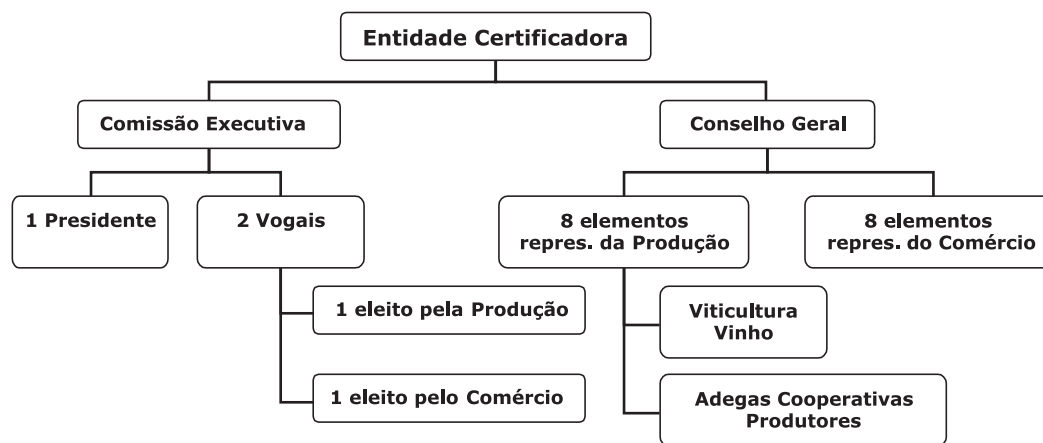 Entidade Certificadora
Comissão Executiva
Conselho Geral
1 Presidente
2 Vogais
8 elementos
repres. da Produção
8 elementos
repres. do Comércio
1 eleito pela Produção
1 eleito pelo Comércio
Viticultura
Vinho
Adegas Cooperativas
Produtores